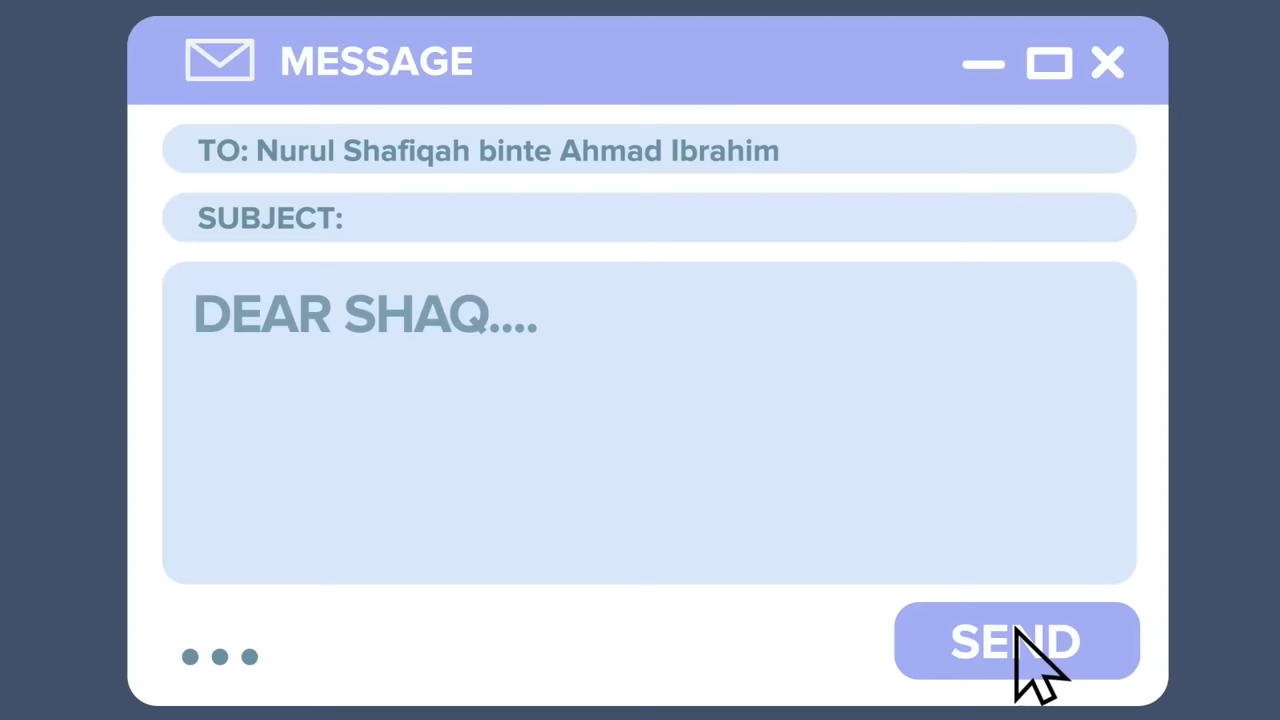 MESSAGE
TO: Nurul Shafiqah binte Ahmad Ibrahim
SUBJECT:
DEAR SHAQ....
SEND